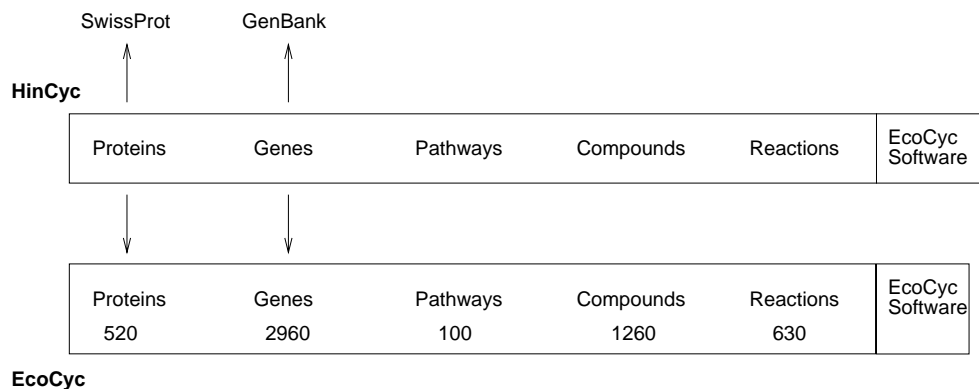 SwissProt GenBank
HinCyc
Proteins Genes Pathways Compounds Reactions EcoCyc
Software
Proteins Genes Pathways Compounds Reactions EcoCyc
Software
520 2960 100 1260 630
EcoCyc